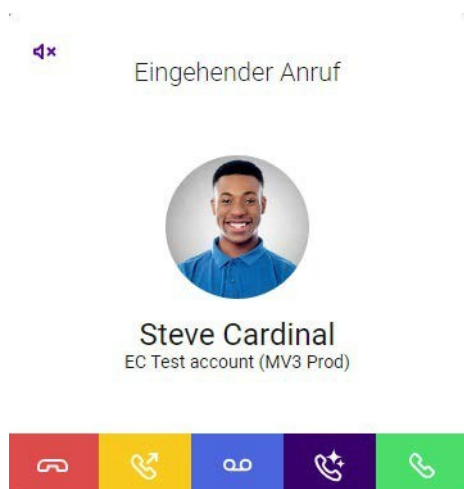 Eingehender Anruf
Steve Cardinal
EC Test account (MV3 Prod)